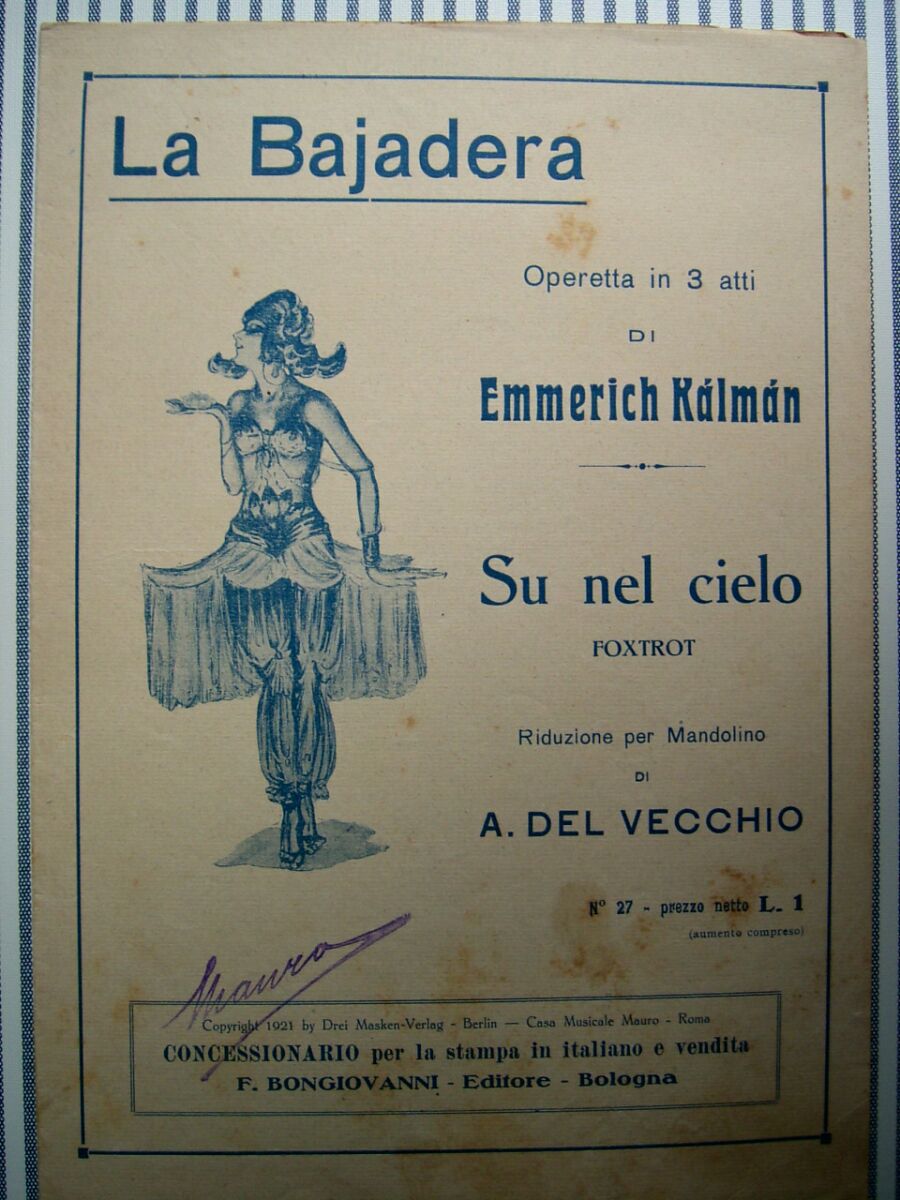 La Bajadera
Operetta in 3 atti
DI
Emmerich Kálmán
Su nel cielo
FOXTROT
Riduzione per Mandolino
DI
A. DEL VECCHIO
Nº 27 - prezzo netto L. 1
(aumento compreso)
Mauro
Copyright 1921 by Drei Masken-Verlag - Berlin — Casa Musicale Mauro - Roma
CONCESSIONARIO per la stampa in italiano e vendita
F. BONGIOVANNI - Editore - Bologna